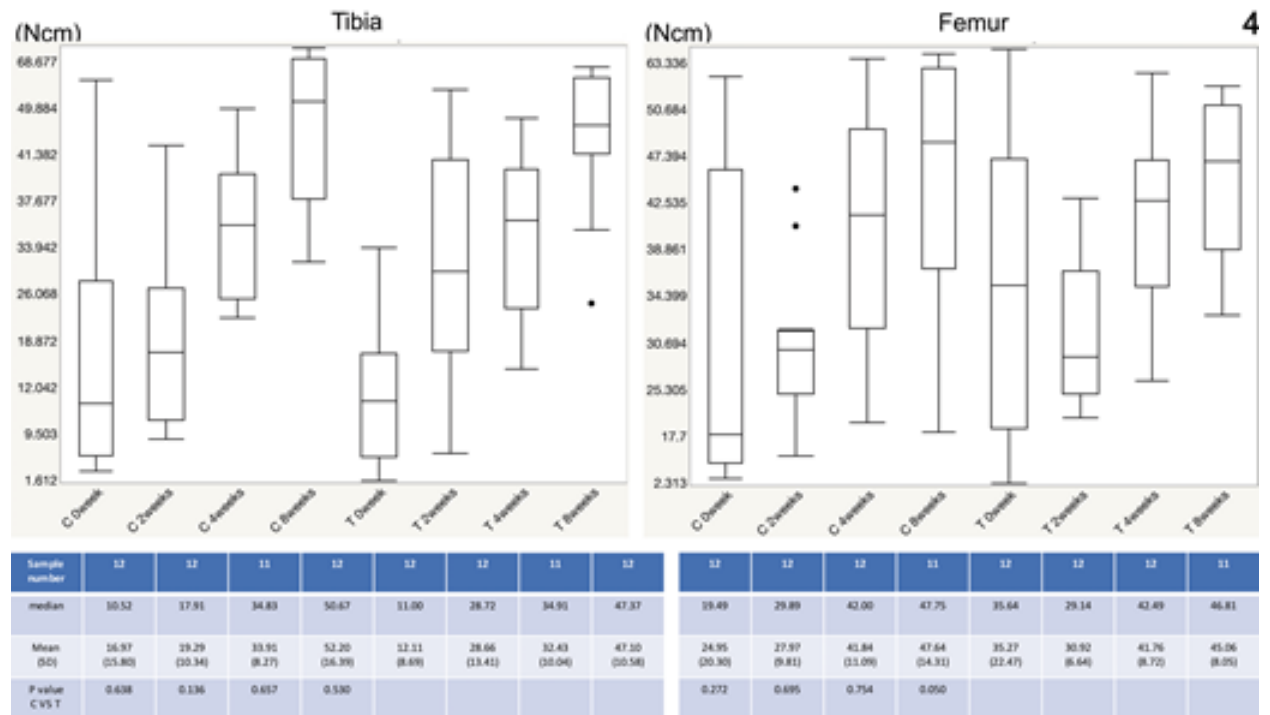 Tibia
(Ncm)
68.677
49.884
41.382
37.677
33.942
26.068
18.872
12.042
9.503
1.612
C 0week
C 2weeks
C 4weeks
C 8weeks
T 0week
T 2weeks
T 4weeks
T 8weeks
Femur
4
(Ncm)
63.336
50.684
47.394
42.535
38.861
34.399
30.694
25.305
17.7
2.313
C 0week
C 2weeks
C 4weeks
C 8weeks
T 0week
T 2weeks
T 4weeks
T 8weeks
Sample number 12 12 11 12 12 12 11 12
median 10.52 17.91 34.83 50.67 11.00 28.72 34.91 47.37
Mean 16.97 19.29 33.91 52.20 12.11 28.66 32.43 47.10
(SD) (15.80) (10.34) (8.27) (16.39) (8.69) (13.41) (10.04) (10.58)
P value 0.638 0.136 0.657 0.530
C VS T
12 12 12 11 12 12 12 11
19.49 29.89 42.00 47.75 35.64 29.14 42.49 46.81
24.95 27.97 41.84 47.64 35.27 30.92 41.76 45.06
(20.30) (9.81) (11.09) (14.31) (22.47) (6.64) (8.72) (8.05)
0.272 0.695 0.754 0.050